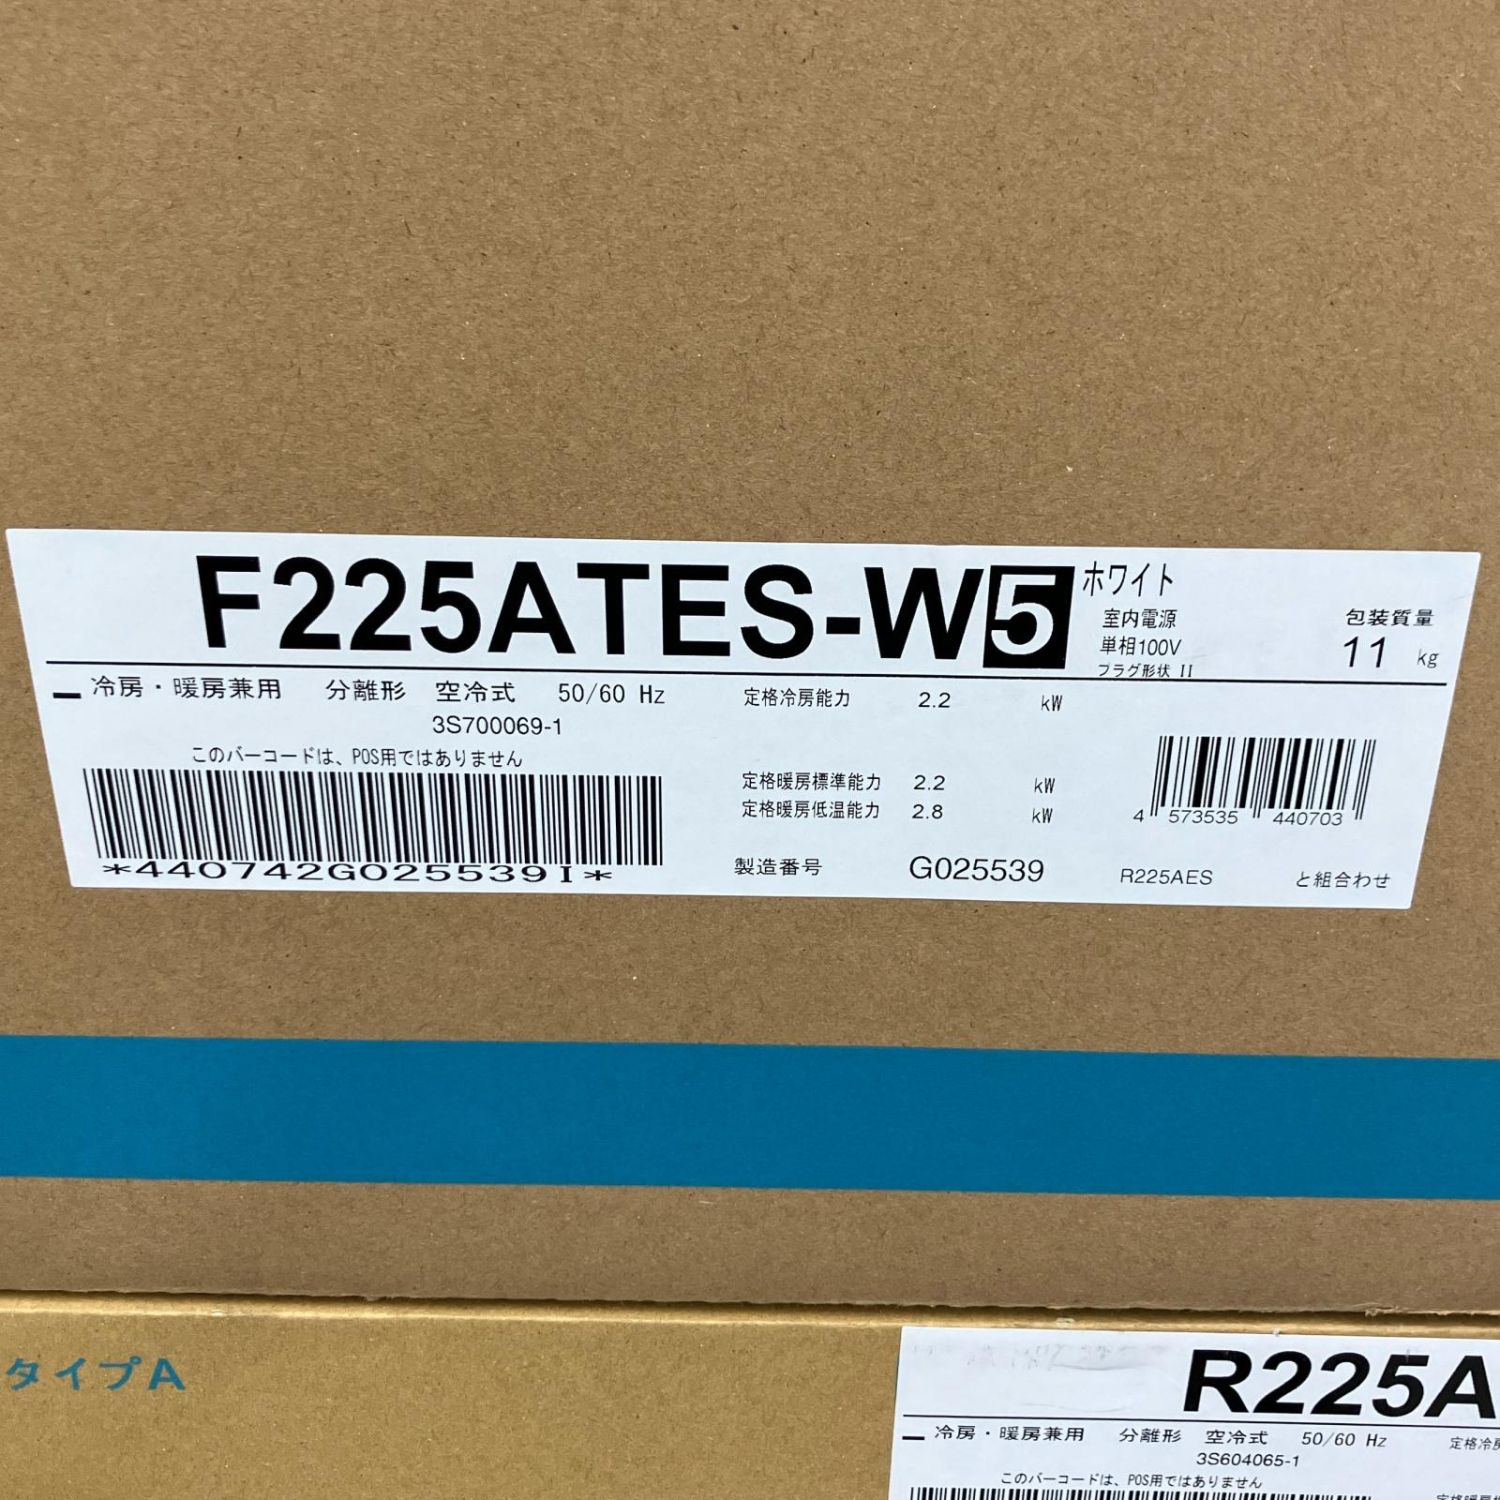 F225ATES-W5 ホワイト
室内電源
単相100V
プラグ形状 II
包装質量
11 kg
冷房・暖房兼用 分離形 空冷式 50/60 Hz
3S700069-1
このバーコードは、POS用ではありません
*440742G025539I*
定格冷房能力 2.2 kW
定格暖房標準能力 2.2 kW
定格暖房低温能力 2.8 kW
製造番号 G025539
4 573535 440703
R225AES と組合わせ
タイプA
R225A
冷房・暖房兼用 分離形 空冷式 50/60 Hz
3S604065-1
このバーコードは、POS用ではありません
定格冷房